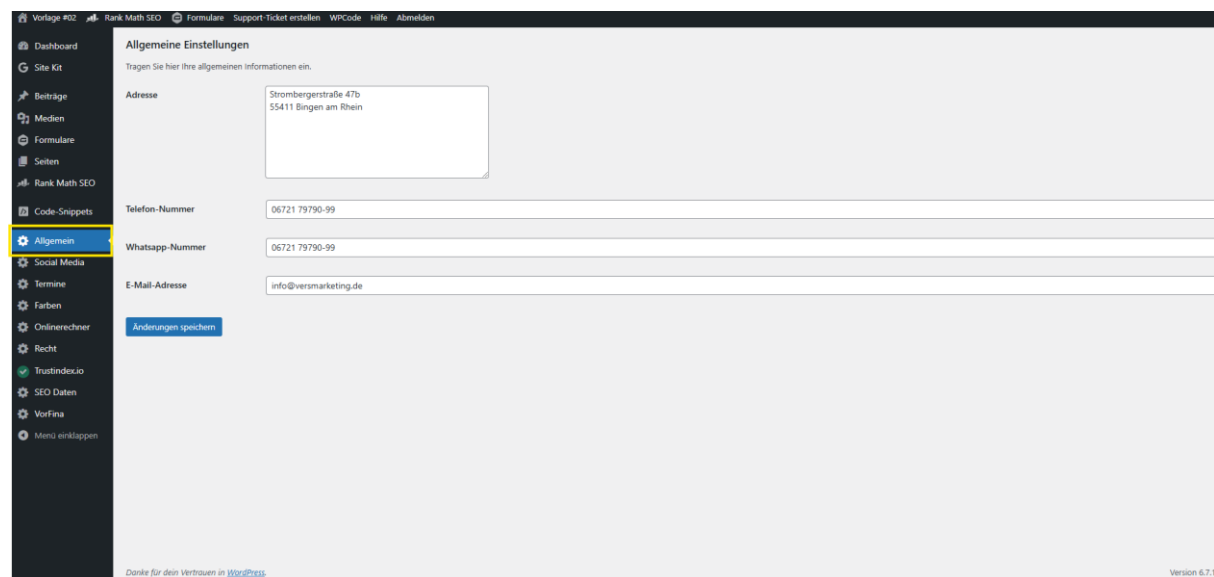 Vorlage #02 Rank Math SEO Formulare Support-Ticket erstellen WPCode Hilfe Abmelden
Dashboard
Site Kit
Beiträge
Medien
Formulare
Seiten
Rank Math SEO
Code-Snippets
Allgemein
Social Media
Termine
Farben
Onlinerechner
Recht
Trustindex.io
SEO Daten
VorFina
Menü einklappen
Allgemeine Einstellungen
Tragen Sie hier Ihre allgemeinen Informationen ein.
Adresse
Strombergerstraße 47b
55411 Bingen am Rhein
Telefon-Nummer
06721 79790-99
Whatsapp-Nummer
06721 79790-99
E-Mail-Adresse
info@versmarketing.de
Änderungen speichern
Danke für dein Vertrauen in WordPress.
Version 6.7.1